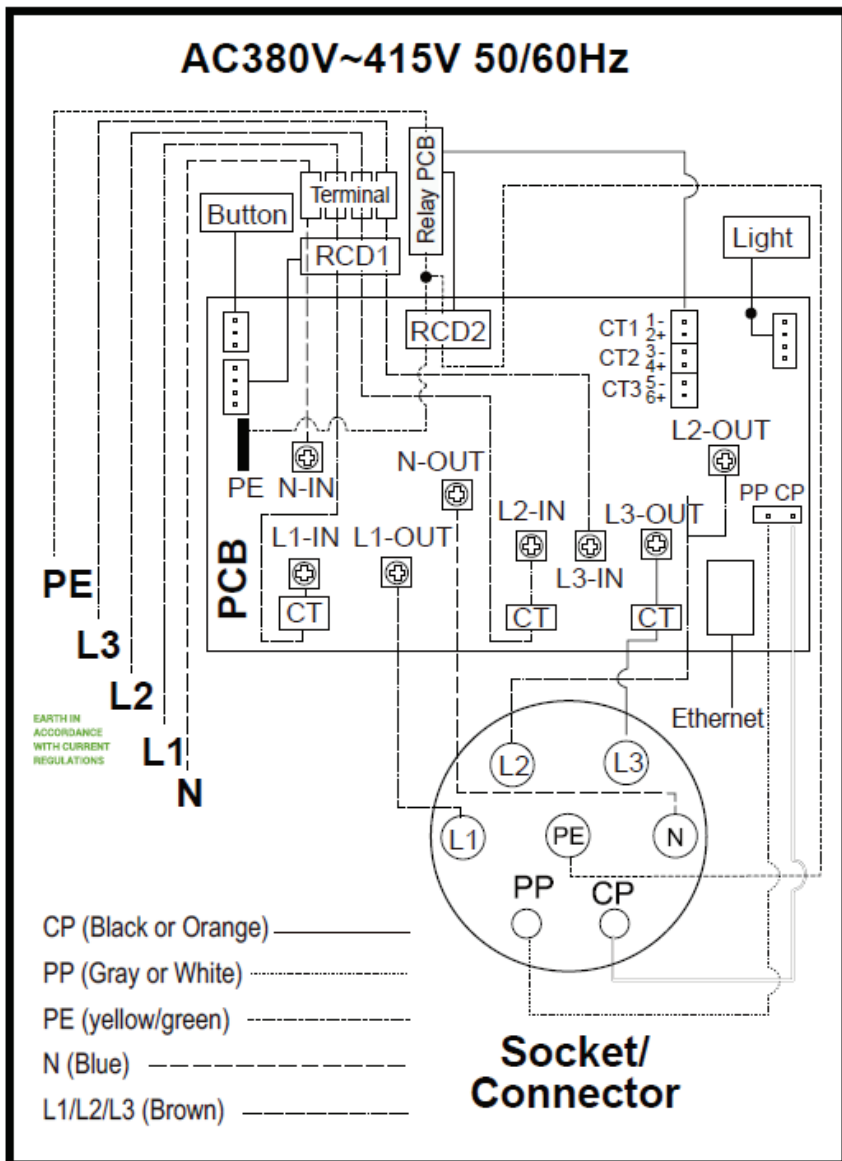 AC380V~415V 50/60Hz
Relay PCB
Terminal
Button
Light
RCD1
RCD2
CT1 1- 2+
CT2 3- 4+
CT3 5- 6+
L2-OUT
N-OUT
PE
N-IN
PP CP
L1-IN
L1-OUT
L2-IN
L3-OUT
L3-IN
PCB
CT
CT
CT
PE
L3
L2
L1
N
EARTH IN
ACCORDANCE
WITH CURRENT
REGULATIONS
Ethernet
L2
L3
L1
PE
N
PP
CP
CP (Black or Orange)
PP (Gray or White)
PE (yellow/green)
N (Blue)
L1/L2/L3 (Brown)
Socket/
Connector